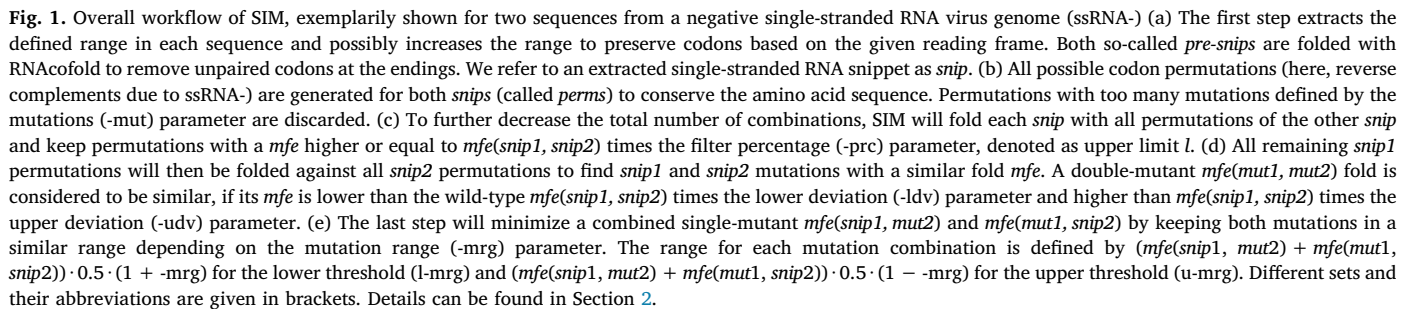 Fig. 1. Overall workflow of SIM, exemplarily shown for two sequences from a negative single-stranded RNA virus genome (ssRNA-) (a) The first step extracts the
defined range in each sequence and possibly increases the range to preserve codons based on the given reading frame. Both so-called pre-snips are folded with
RNAcofold to remove unpaired codons at the endings. We refer to an extracted single-stranded RNA snippet as snip. (b) All possible codon permutations (here, reverse
complements due to ssRNA-) are generated for both snips (called perms) to conserve the amino acid sequence. Permutations with too many mutations defined by the
mutations (-mut) parameter are discarded. (c) To further decrease the total number of combinations, SIM will fold each snip with all permutations of the other snip
and keep permutations with a mfe higher or equal to mfe(snip1, snip2) times the filter percentage (-prc) parameter, denoted as upper limit l. (d) All remaining snip1
permutations will then be folded against all snip2 permutations to find snip1 and snip2 mutations with a similar fold mfe. A double-mutant mfe(mut1, mut2) fold is
considered to be similar, if its mfe is lower than the wild-type mfe(snip1, snip2) times the lower deviation (-ldv) parameter and higher than mfe(snip1, snip2) times the
upper deviation (-udv) parameter. (e) The last step will minimize a combined single-mutant mfe(snip1, mut2) and mfe(mut1, snip2) by keeping both mutations in a
similar range depending on the mutation range (-mrg) parameter. The range for each mutation combination is defined by (mfe(snip1, mut2) + mfe(mut1,
snip2)) · 0.5 · (1 + -mrg) for the lower threshold (l-mrg) and (mfe(snip1, mut2) + mfe(mut1, snip2)) · 0.5 · (1 − -mrg) for the upper threshold (u-mrg). Different sets and
their abbreviations are given in brackets. Details can be found in Section 2.